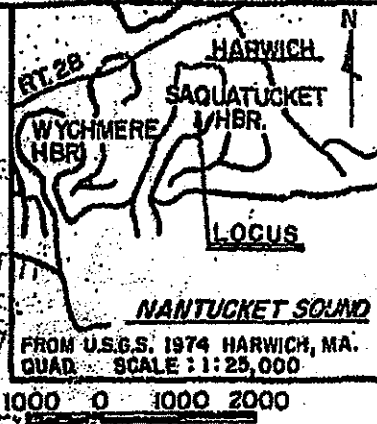 N
HARWICH
RT. 28
SAQUATUCKET
HBR.
WYCHMERE
HBR.
LOCUS
NANTUCKET SOUND
FROM U.S.G.S. 1974 HARWICH, MA.
QUAD. SCALE : 1:25,000
1000 0 1000 2000